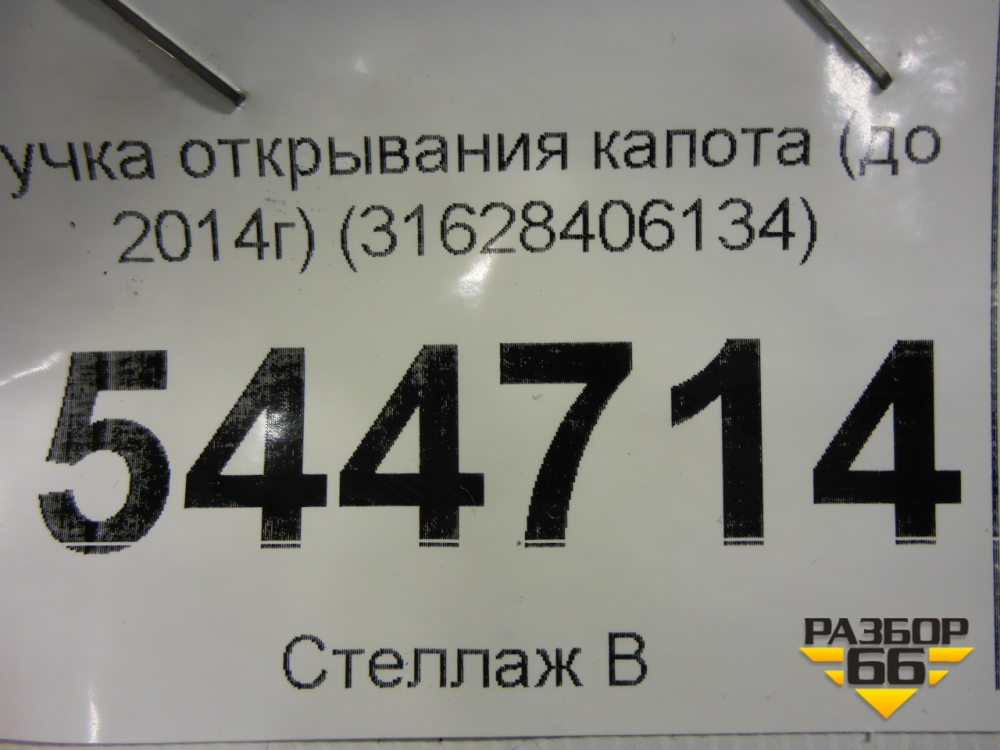 учка открывания капота (до
2014г) (31628406134)
544714
Стеллаж В
РАЗБОР
66